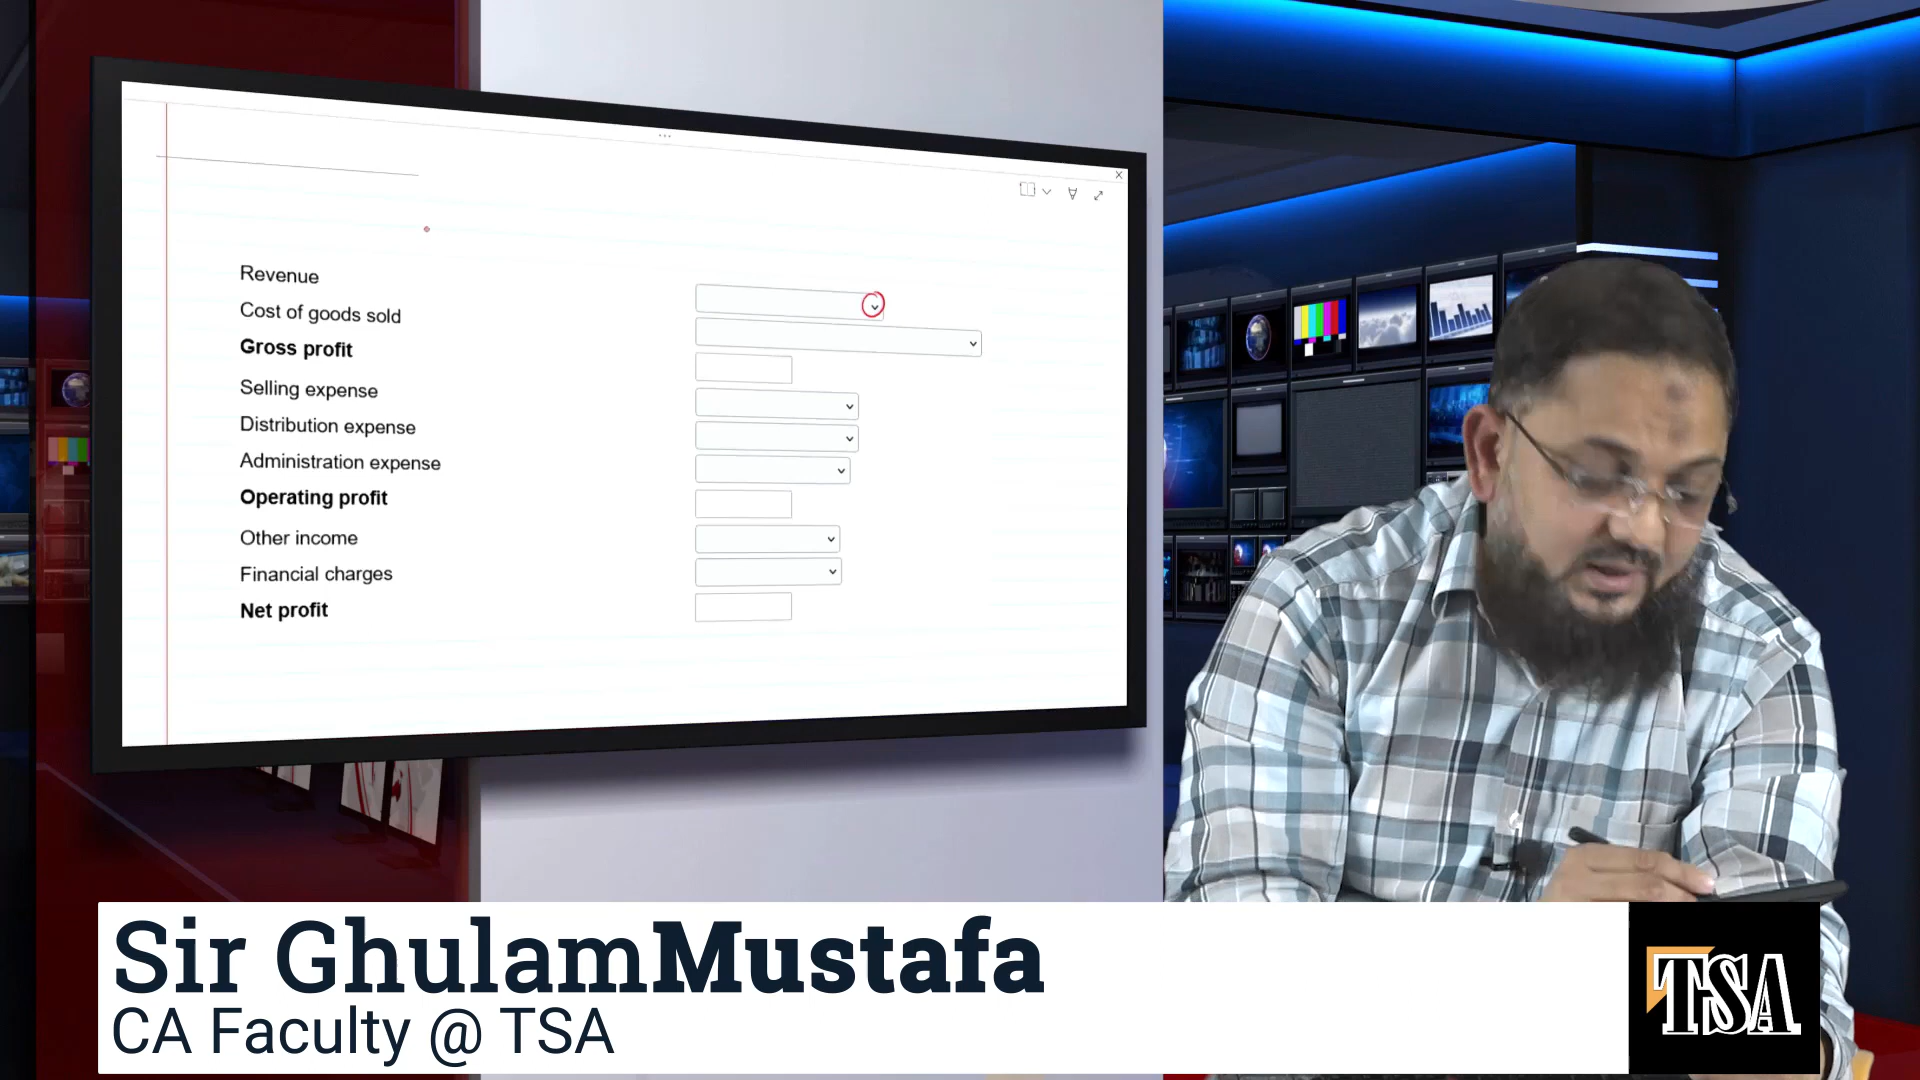 Revenue
Cost of goods sold
Gross profit
Selling expense
Distribution expense
Administration expense
Operating profit
Other income
Financial charges
Net profit
Sir GhulamMustafa
CA Faculty @ TSA
TSA